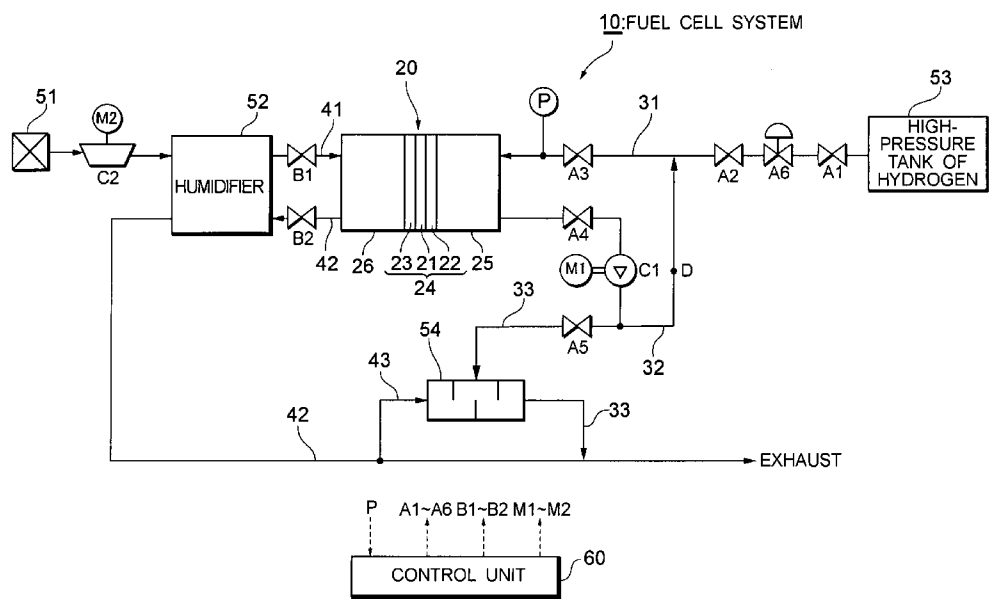 10:FUEL CELL SYSTEM
51
M2
C2
52
HUMIDIFIER
B1
41
B2
42
20
26
23
21
22
25
24
P
31
A3
A2
A6
A1
53
HIGH-
PRESSURE
TANK OF
HYDROGEN
A4
M1
C1
D
33
A5
32
54
43
33
42
EXHAUST
P
A1~A6
B1~B2
M1~M2
CONTROL UNIT
60